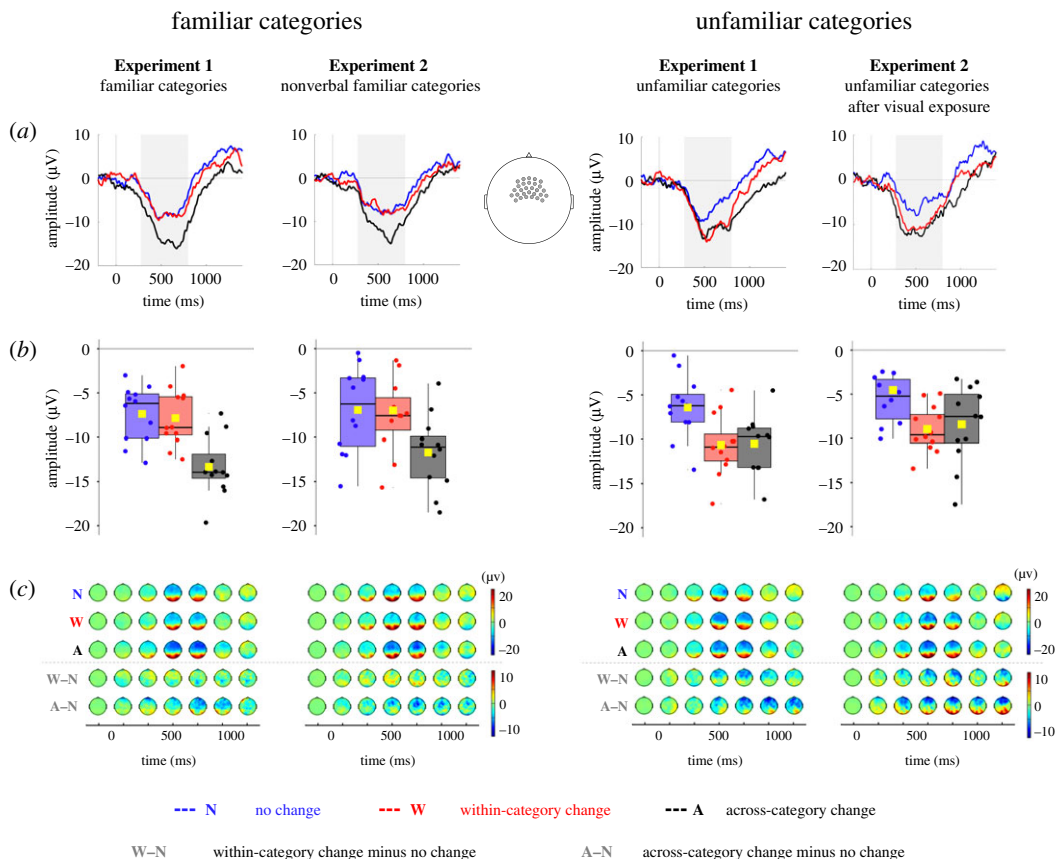 familiar categories
unfamiliar categories
Experiment 1
familiar categories
Experiment 2
nonverbal familiar categories
Experiment 1
unfamiliar categories
Experiment 2
unfamiliar categories
after visual exposure
(a)
amplitude (µV)
10
0
–10
–20
0 500 1000
time (ms)
10
0
–10
–20
0 500 1000
time (ms)
amplitude (µV)
10
0
–10
–20
0 500 1000
time (ms)
10
0
–10
–20
0 500 1000
time (ms)
(b)
amplitude (µV)
0
–5
–10
–15
–20
0
–5
–10
–15
–20
amplitude (µV)
0
–5
–10
–15
–20
0
–5
–10
–15
–20
(c)
N
W
A
W–N
A–N
0 500 1000
time (ms)
0 500 1000
time (ms)
(µv)
20
0
–20
10
0
–10
N
W
A
W–N
A–N
0 500 1000
time (ms)
0 500 1000
time (ms)
(µv)
20
0
–20
10
0
–10
N no change
W within-category change
A across-category change
W–N within-category change minus no change
A–N across-category change minus no change